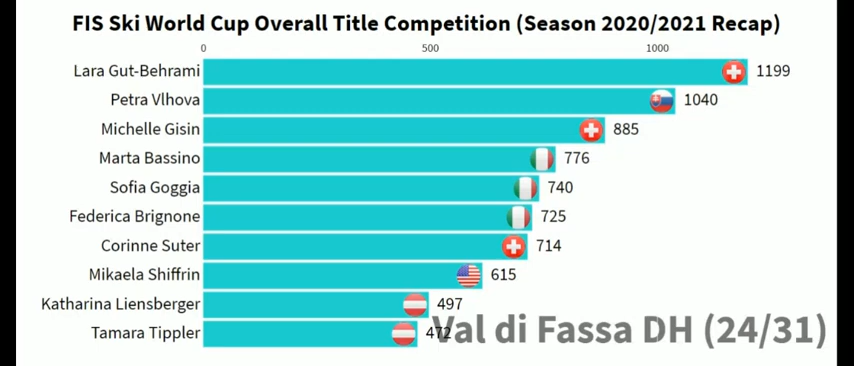 FIS Ski World Cup Overall Title Competition (Season 2020/2021 Recap)
0 500 1000
Lara Gut-Behrami 1199
Petra Vlhova 1040
Michelle Gisin 885
Marta Bassino 776
Sofia Goggia 740
Federica Brignone 725
Corinne Suter 714
Mikaela Shiffrin 615
Katharina Liensberger 497
Tamara Tippler 472
Val di Fassa DH (24/31)